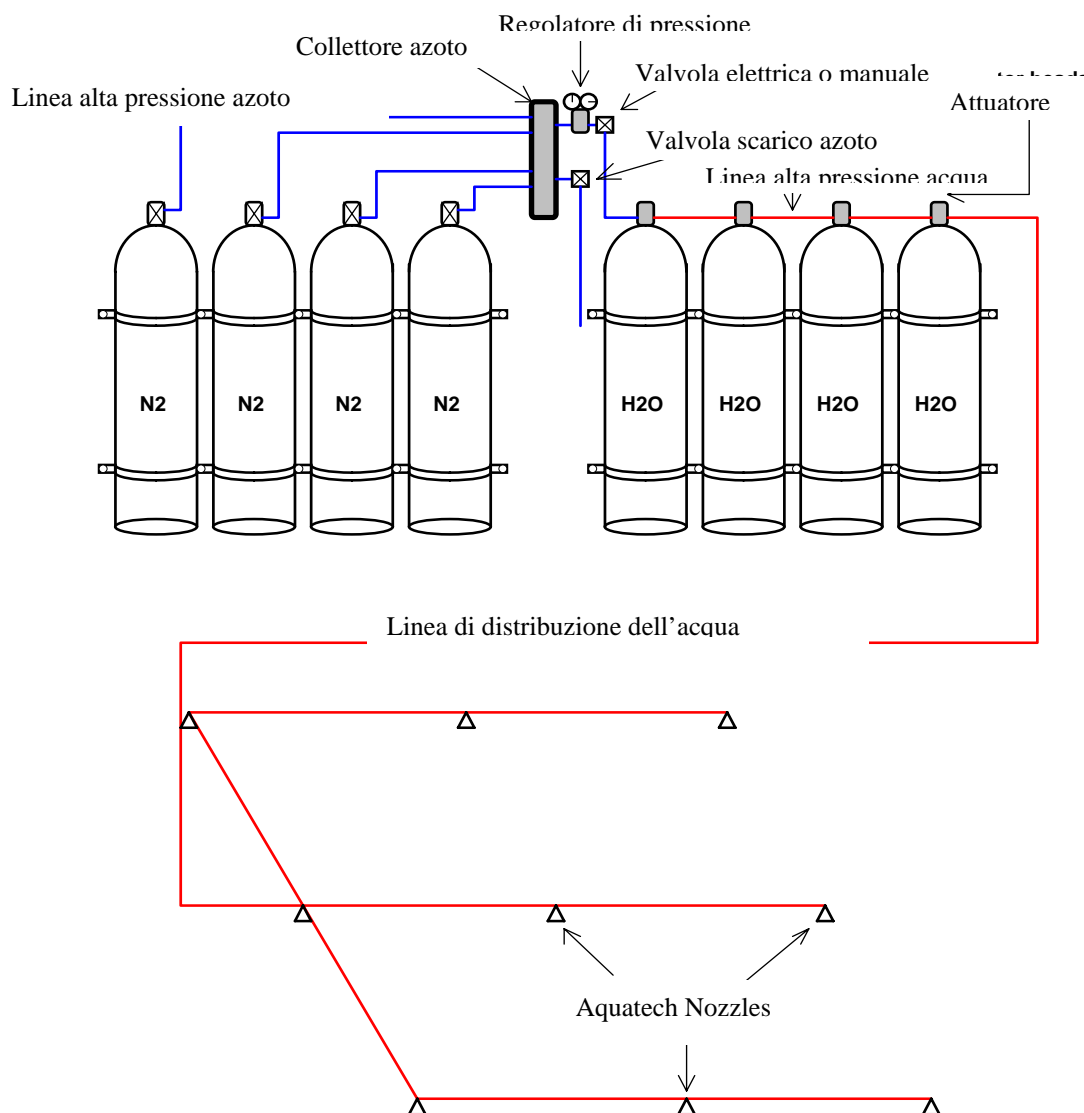 Regolatore di pressione
Collettore azoto
Valvola elettrica o manuale
Linea alta pressione azoto
Attuatore
Valvola scarico azoto
Linea alta pressione acqua
N2 N2 N2 N2 H2O H2O H2O H2O
Linea di distribuzione dell’acqua
Aquatech Nozzles